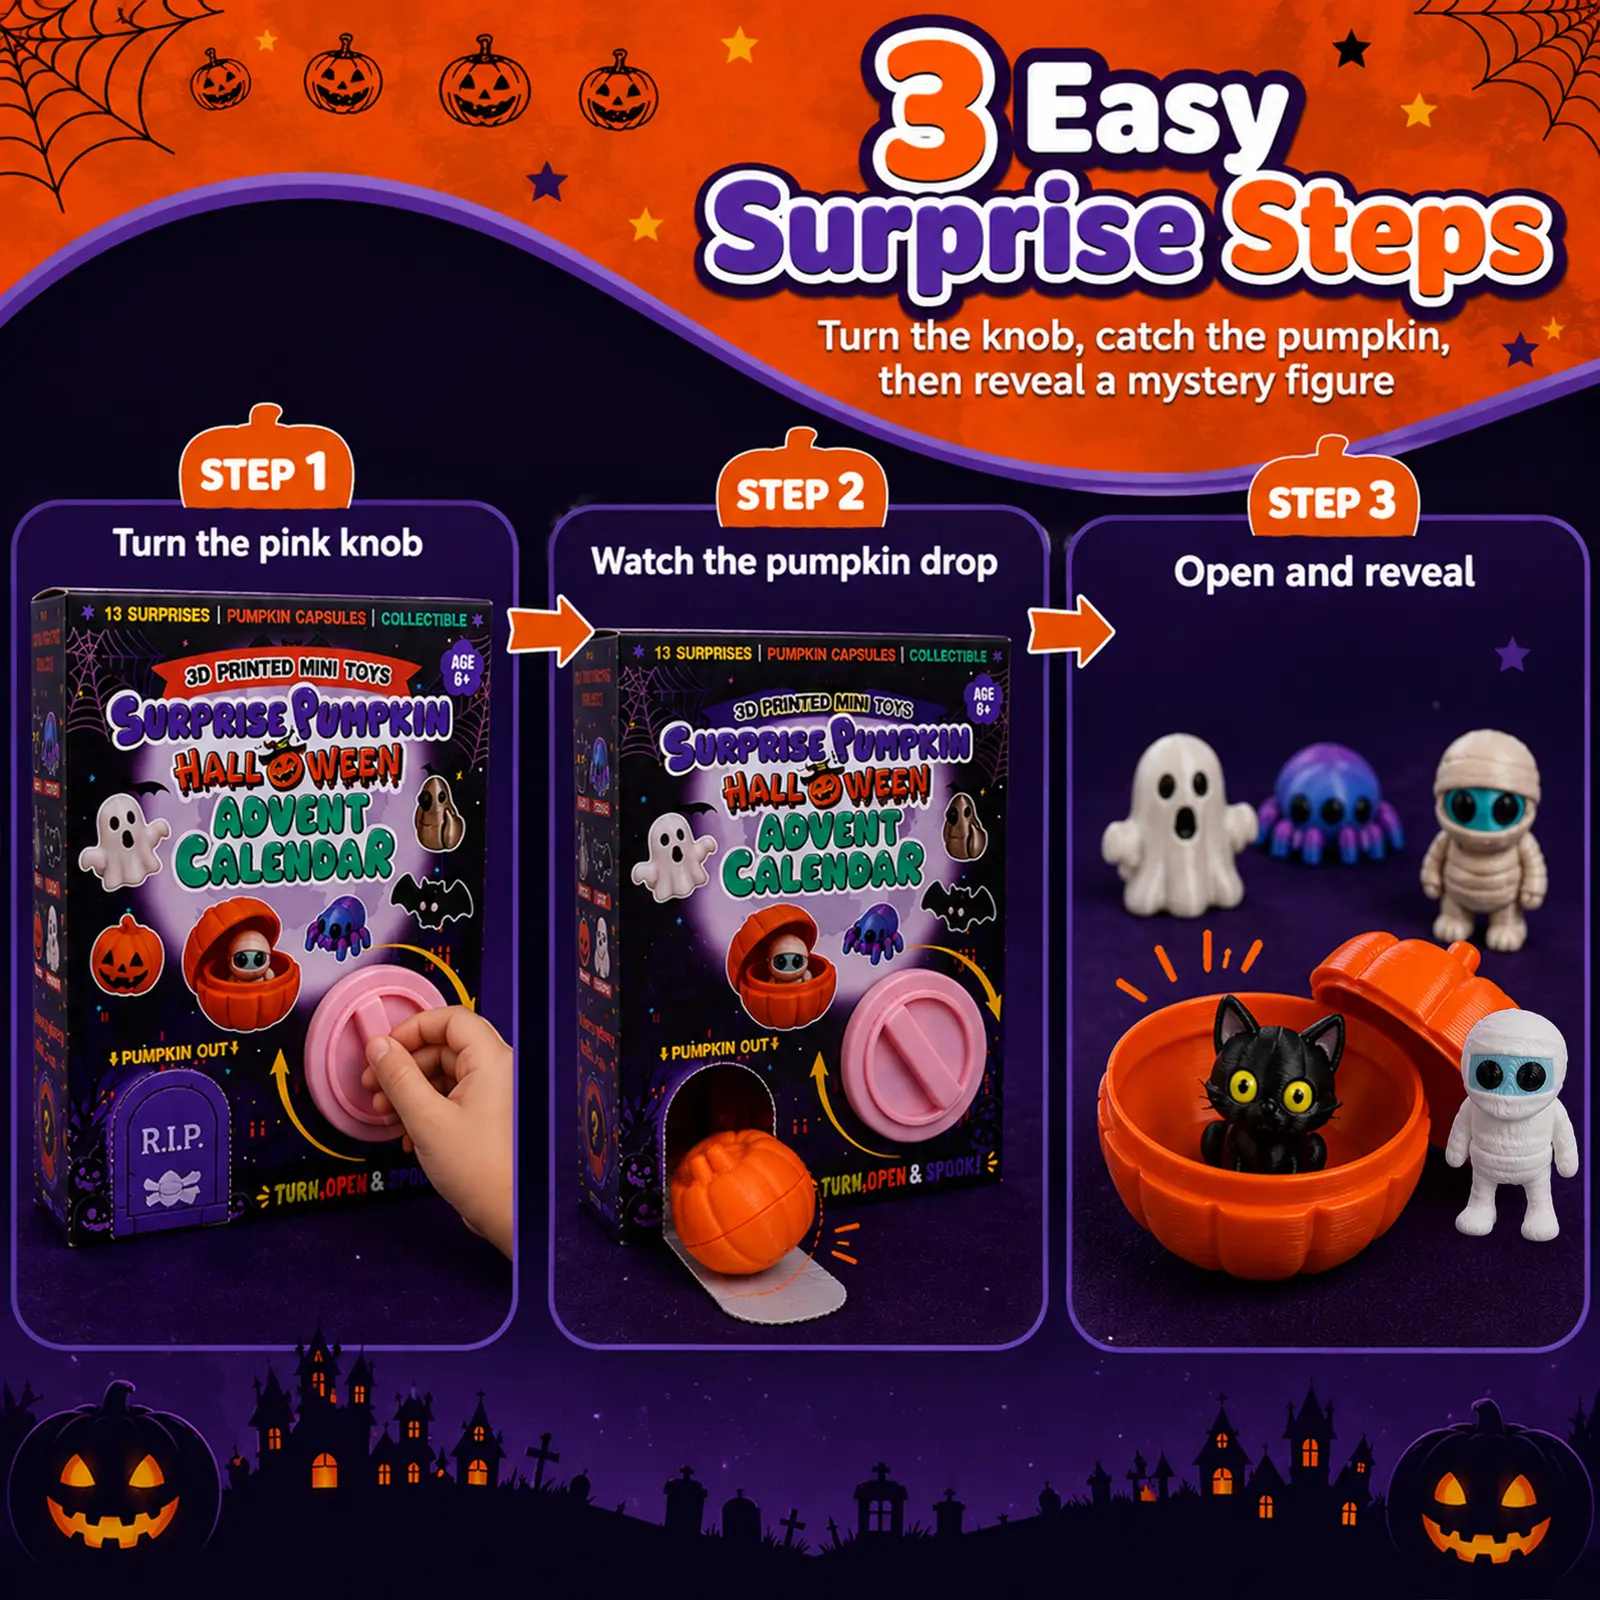 3 Easy
Surprise Steps
Turn the knob, catch the pumpkin,
then reveal a mystery figure
STEP 1
Turn the pink knob
13 SURPRISES | PUMPKIN CAPSULES | COLLECTIBLE
3D PRINTED MINI TOYS
AGE
6+
SURPRISE PUMPKIN
HALLOWEEN
ADVENT
CALENDAR
PUMPKIN OUT
R.I.P.
TURN, OPEN & SPOO
STEP 2
Watch the pumpkin drop
13 SURPRISES | PUMPKIN CAPSULES | COLLECTIBLE
3D PRINTED MINI TOYS
AGE
6+
SURPRISE PUMPKIN
HALLOWEEN
ADVENT
CALENDAR
PUMPKIN OUT
TURN, OPEN & SPOOK!
STEP 3
Open and reveal